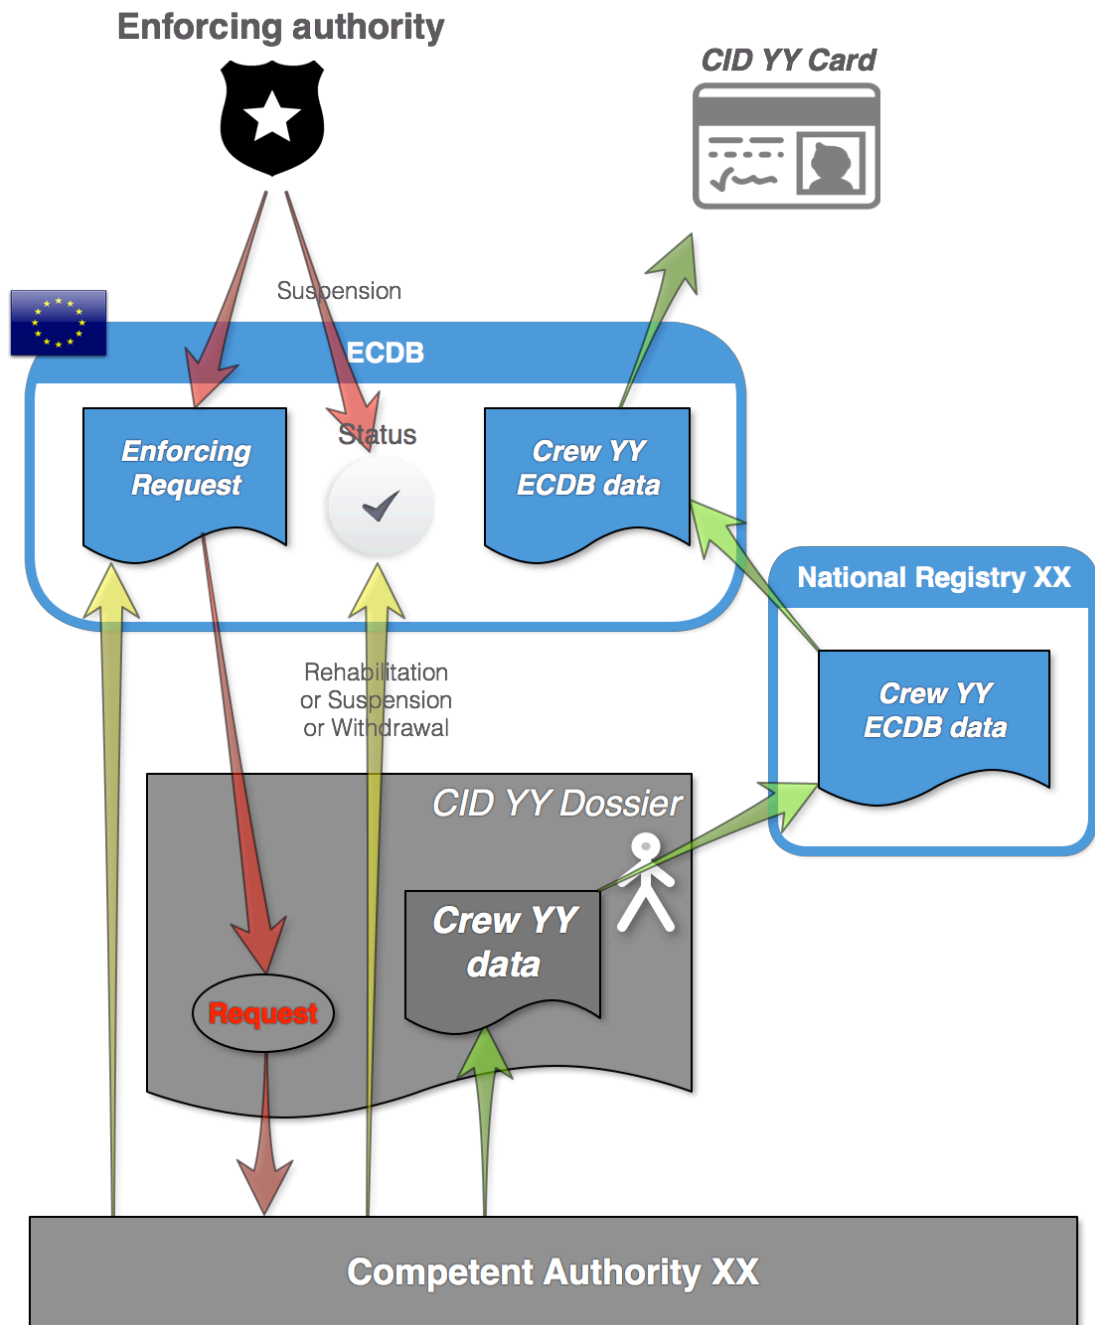 Enforcing authority
CID YY Card
Suspension
ECDB
Enforcing
Request
Status
Crew YY
ECDB data
National Registry XX
Crew YY
ECDB data
Rehabilitation
or Suspension
or Withdrawal
CID YY Dossier
Crew YY
data
Request
Competent Authority XX